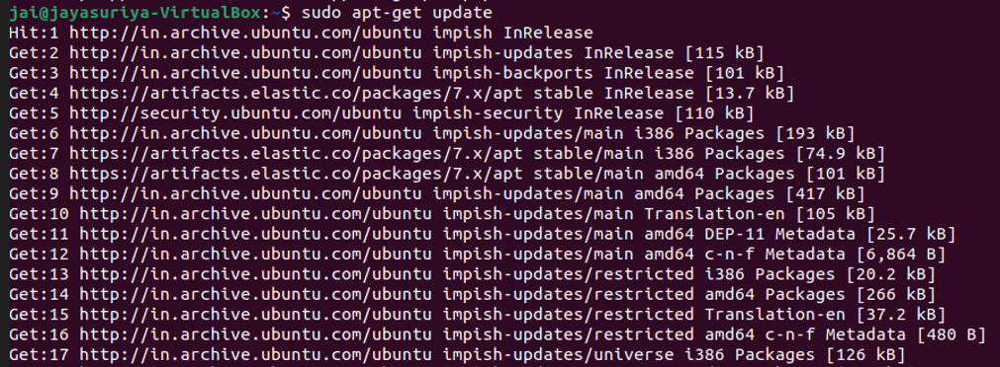 jai@jayasuriya-VirtualBox:~$ sudo apt-get update
Hit:1 http://in.archive.ubuntu.com/ubuntu impish InRelease
Get:2 http://in.archive.ubuntu.com/ubuntu impish-updates InRelease [115 kB]
Get:3 http://in.archive.ubuntu.com/ubuntu impish-backports InRelease [101 kB]
Get:4 https://artifacts.elastic.co/packages/7.x/apt stable InRelease [13.7 kB]
Get:5 http://security.ubuntu.com/ubuntu impish-security InRelease [110 kB]
Get:6 http://in.archive.ubuntu.com/ubuntu impish-updates/main i386 Packages [193 kB]
Get:7 https://artifacts.elastic.co/packages/7.x/apt stable/main i386 Packages [74.9 kB]
Get:8 https://artifacts.elastic.co/packages/7.x/apt stable/main amd64 Packages [101 kB]
Get:9 http://in.archive.ubuntu.com/ubuntu impish-updates/main amd64 Packages [417 kB]
Get:10 http://in.archive.ubuntu.com/ubuntu impish-updates/main Translation-en [105 kB]
Get:11 http://in.archive.ubuntu.com/ubuntu impish-updates/main amd64 DEP-11 Metadata [25.7 kB]
Get:12 http://in.archive.ubuntu.com/ubuntu impish-updates/main amd64 c-n-f Metadata [6,864 B]
Get:13 http://in.archive.ubuntu.com/ubuntu impish-updates/restricted i386 Packages [20.2 kB]
Get:14 http://in.archive.ubuntu.com/ubuntu impish-updates/restricted amd64 Packages [266 kB]
Get:15 http://in.archive.ubuntu.com/ubuntu impish-updates/restricted Translation-en [37.2 kB]
Get:16 http://in.archive.ubuntu.com/ubuntu impish-updates/restricted amd64 c-n-f Metadata [480 B]
Get:17 http://in.archive.ubuntu.com/ubuntu impish-updates/universe i386 Packages [126 kB]